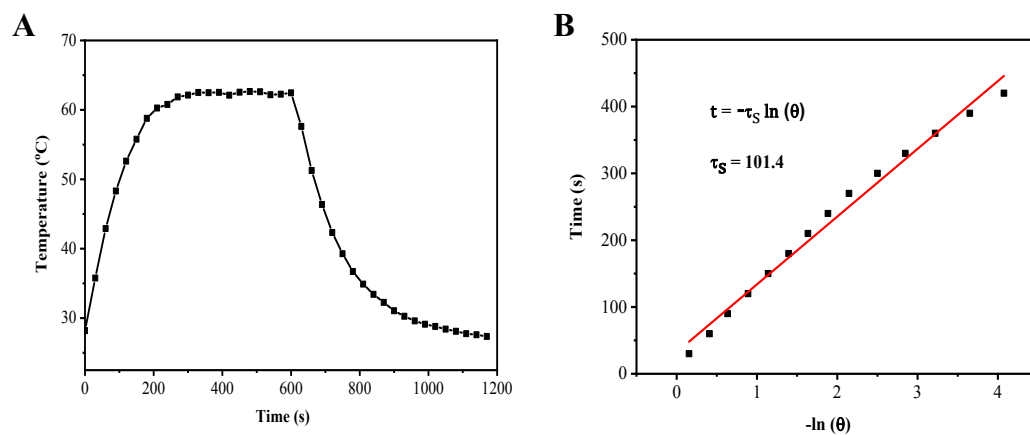 A
70
60
50
40
30
Temperature (ºC)
0 200 400 600 800 1000 1200
Time (s)
B
500
400
300
200
100
0
Time (s)
t = -τS ln (θ)
τS = 101.4
0 1 2 3 4
-ln (θ)